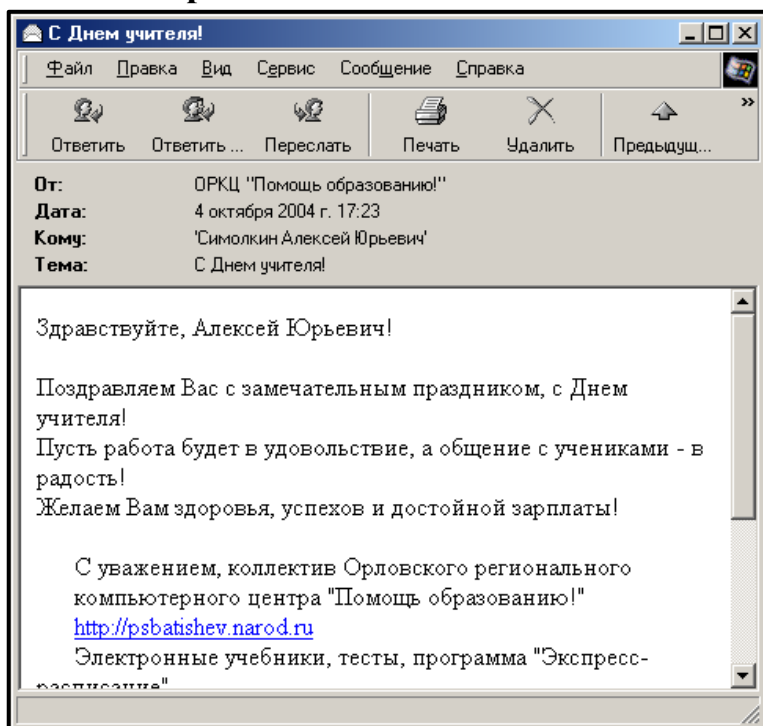 С Днем учителя!
Файл Правка Вид Сервис Сообщение Справка
»
Ответить Ответить ... Переслать Печать Удалить Предыдущ...
От: ОРКЦ "Помощь образованию!"
Дата: 4 октября 2004 г. 17:23
Кому: 'Симолкин Алексей Юрьевич'
Тема: С Днем учителя!
Здравствуйте, Алексей Юрьевич!
Поздравляем Вас с замечательным праздником, с Днем
учителя!
Пусть работа будет в удовольствие, а общение с учениками - в
радость!
Желаем Вам здоровья, успехов и достойной зарплаты!
С уважением, коллектив Орловского регионального
компьютерного центра "Помощь образованию!"
http://psbatishev.narod.ru
Электронные учебники, тесты, программа "Экспресс-
расписание"